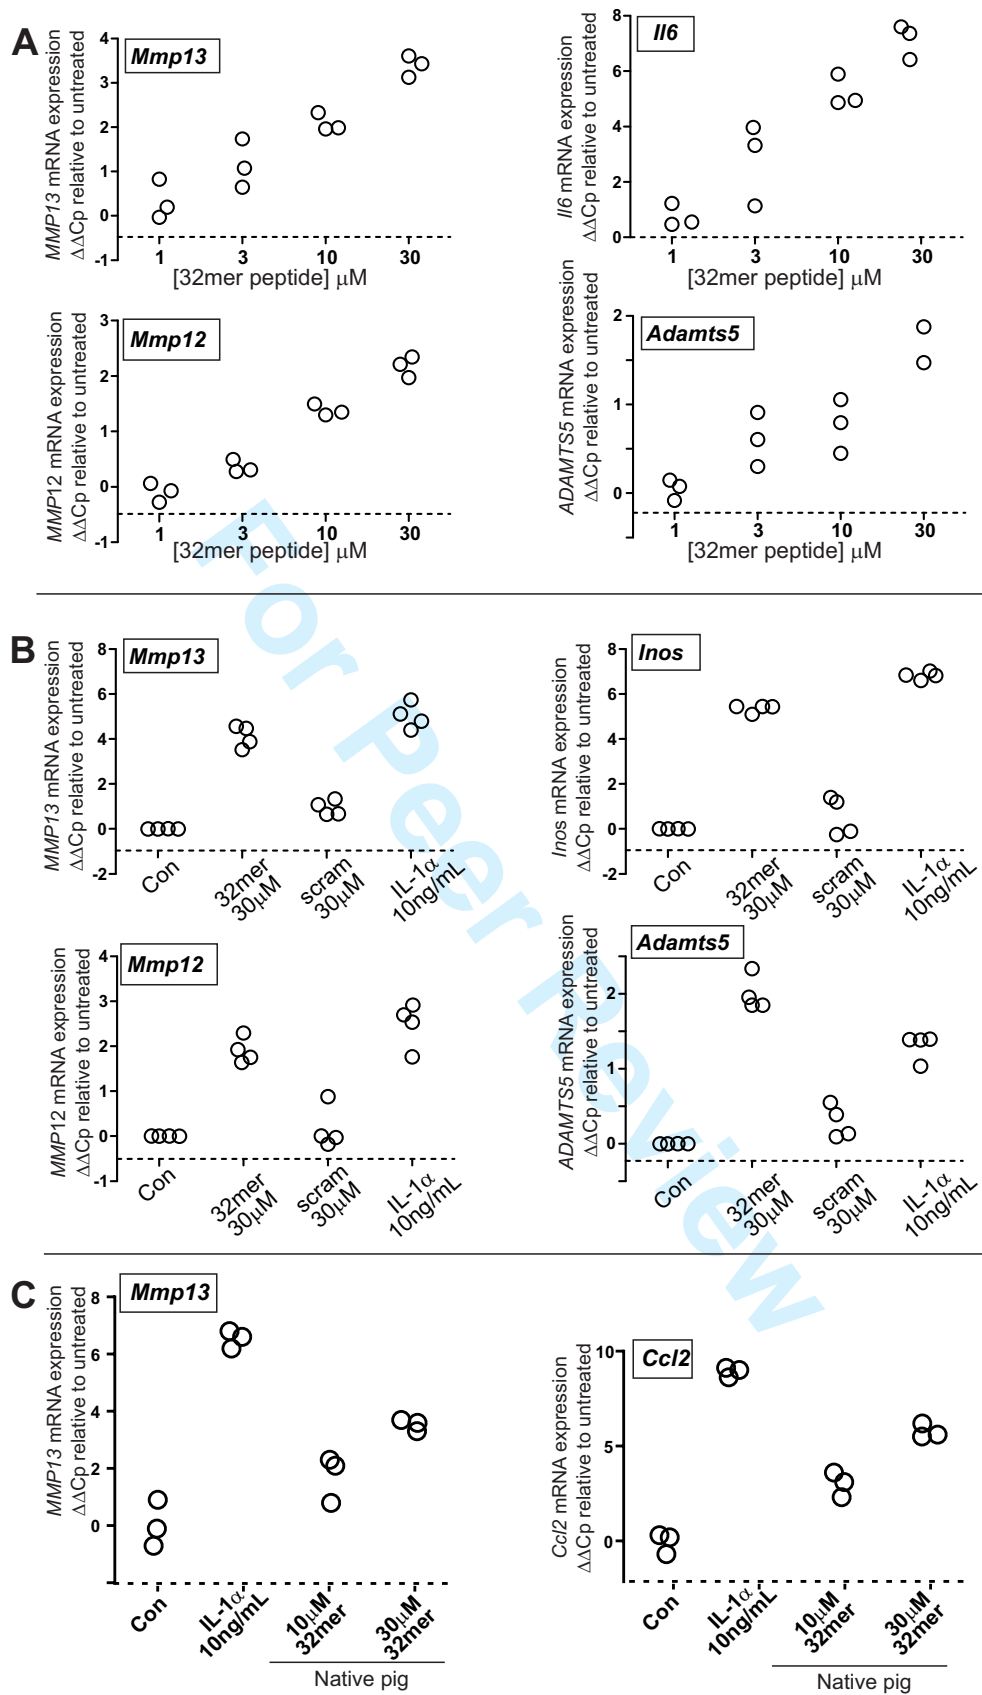 A
Mmp13
MMP13 mRNA expression
ΔΔCp relative to untreated
4
3
2
1
0
-1
1
3
10
30
[32mer peptide] μM
Il6
Il6 mRNA expression
ΔΔCp relative to untreated
8
6
4
2
0
1
3
10
30
[32mer peptide] μM
Mmp12
MMP12 mRNA expression
ΔΔCp relative to untreated
3
2
1
0
-1
1
3
10
30
[32mer peptide] μM
Adamts5
ADAMTS5 mRNA expression
ΔΔCp relative to untreated
2
1
0
1
3
10
30
[32mer peptide] μM
B
Mmp13
MMP13 mRNA expression
ΔΔCp relative to untreated
8
6
4
2
0
-2
Con
32mer
30μM
scram
30μM
IL-1α
10ng/mL
Inos
Inos mRNA expression
ΔΔCp relative to untreated
8
6
4
2
0
-2
Con
32mer
30μM
scram
30μM
IL-1α
10ng/mL
Mmp12
MMP12 mRNA expression
ΔΔCp relative to untreated
4
3
2
1
0
-1
Con
32mer
30μM
scram
30μM
IL-1α
10ng/mL
Adamts5
ADAMTS5 mRNA expression
ΔΔCp relative to untreated
2
1
0
Con
32mer
30μM
scram
30μM
IL-1α
10ng/mL
C
Mmp13
MMP13 mRNA expression
ΔΔCp relative to untreated
8
6
4
2
0
Con
IL-1α
10ng/mL
10μM
32mer
30μM
32mer
Native pig
Ccl2
Ccl2 mRNA expression
ΔΔCp relative to untreated
10
5
0
Con
IL-1α
10ng/mL
10μM
32mer
30μM
32mer
Native pig
For Peer Review